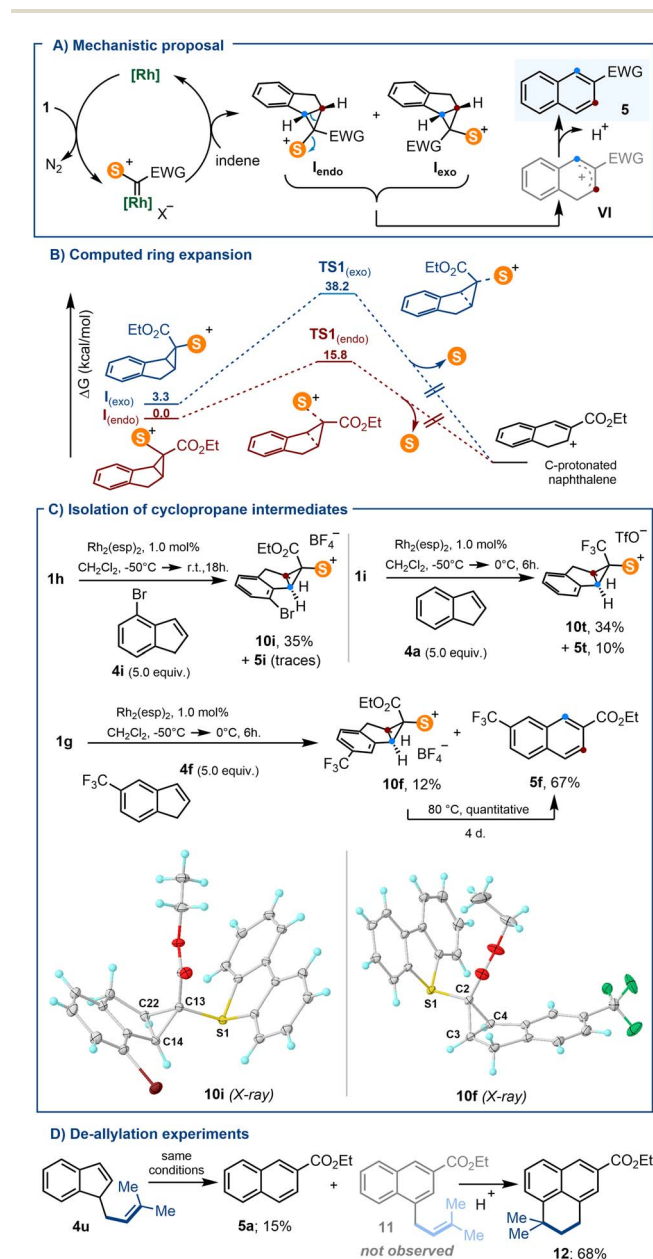 A) Mechanistic proposal
[Rh]
1
N₂
indene
S⁺
EWG
[Rh]
X⁻
H
H
S⁺
EWG
I_endo
+
H
H
EWG
S⁺
I_exo
EWG
5
H⁺
EWG
+
VI
B) Computed ring expansion
ΔG (kcal/mol)
TS1(exo)
38.2
EtO₂C
S⁺
TS1(endo)
15.8
EtO₂C
S⁺
S
I(exo) 3.3
I(endo) 0.0
S⁺
CO₂Et
S⁺
CO₂Et
S
CO₂Et
+
C-protonated
naphthalene
C) Isolation of cyclopropane intermediates
1h
Rh₂(esp)₂, 1.0 mol%
CH₂Cl₂, -50°C → r.t.,18h.
Br
4i (5.0 equiv.)
BF₄⁻
EtO₂C
S⁺
H
H
Br
10i, 35%
+ 5i (traces)
1i
Rh₂(esp)₂, 1.0 mol%
CH₂Cl₂, -50°C → 0°C, 6h.
4a (5.0 equiv.)
TfO⁻
F₃C
S⁺
H
H
10t, 34%
+ 5t, 10%
1g
Rh₂(esp)₂, 1.0 mol%
CH₂Cl₂, -50°C → 0°C, 6h.
4f (5.0 equiv.)
F₃C
EtO₂C
S⁺
H
H
BF₄⁻
F₃C
10f, 12%
+
F₃C
CO₂Et
5f, 67%
80 °C, quantitative
4 d.
C22
C13
C14
S1
10i (X-ray)
S1
C2
C4
C3
10f (X-ray)
D) De-allylation experiments
Me
Me
4u
same
conditions
CO₂Et
5a; 15%
+
CO₂Et
Me
Me
11
not observed
H⁺
CO₂Et
Me
Me
12: 68%